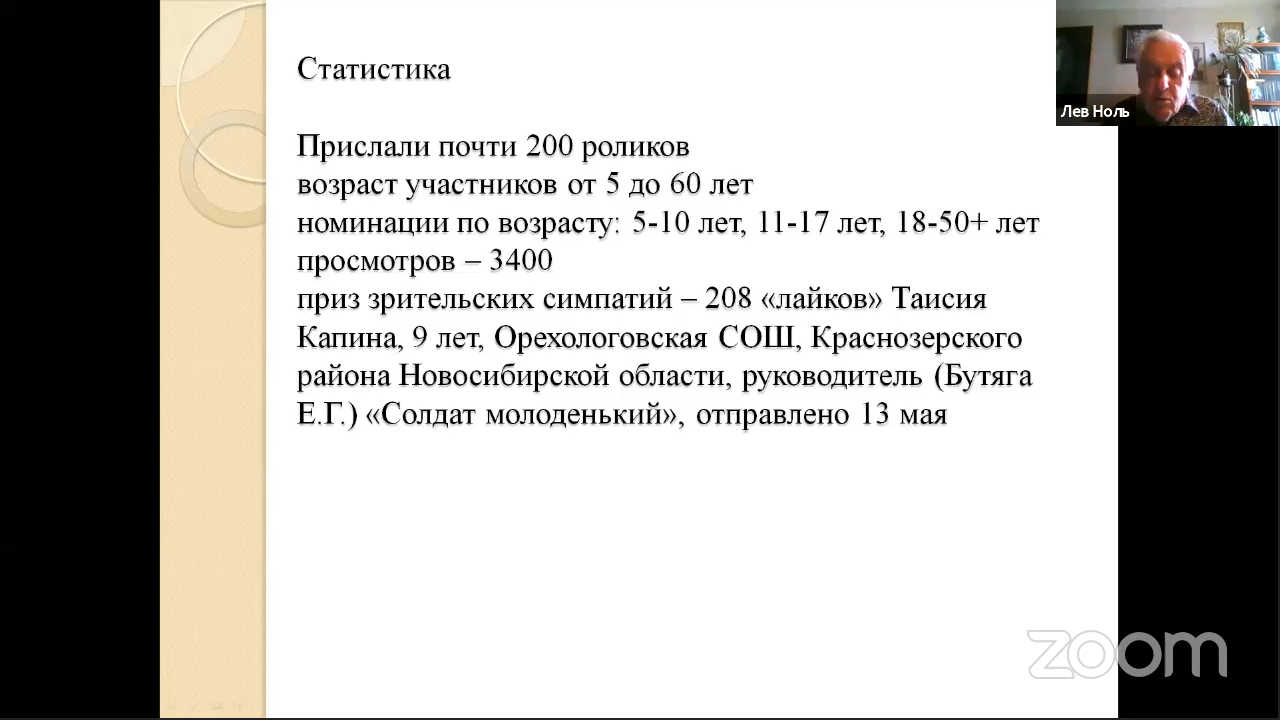 Статистика
Прислали почти 200 роликов
возраст участников от 5 до 60 лет
номинации по возрасту: 5-10 лет, 11-17 лет, 18-50+ лет
просмотров – 3400
приз зрительских симпатий – 208 «лайков» Таисия
Капина, 9 лет, Орехологовская СОШ, Краснозерского
района Новосибирской области, руководитель (Бутяга
Е.Г.) «Солдат молоденький», отправлено 13 мая
Лев Ноль
zoom